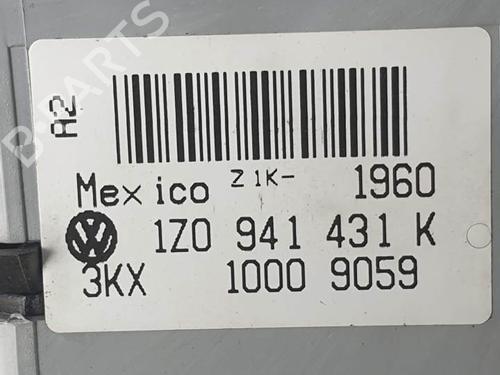 A2
Mexico Z1K- 1960
1Z0 941 431 K
3KX 1000 9059
B-PARTS